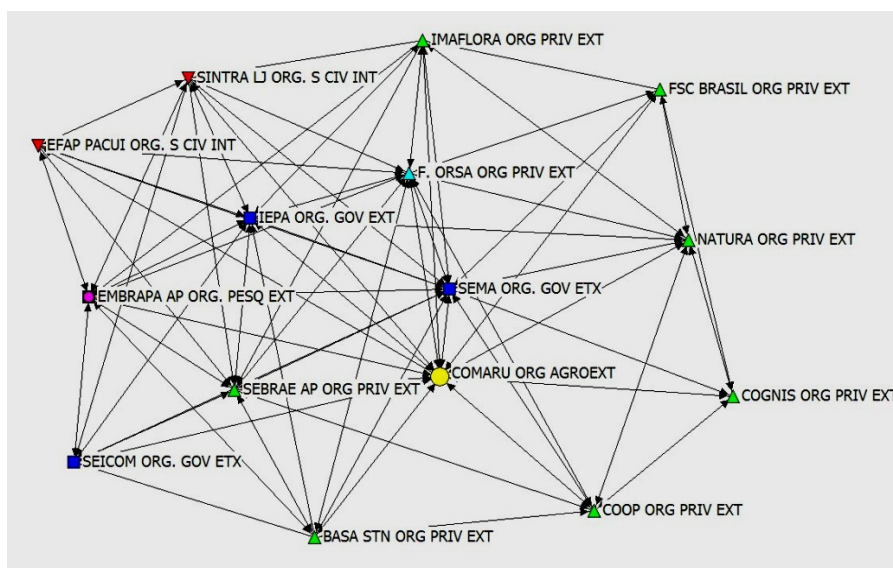 IMAFLORA ORG PRIV EXT
SINTRA LJ ORG. S CIV INT
FSC BRASIL ORG PRIV EXT
EFAP PACUI ORG. S CIV INT
F. ORSA ORG PRIV EXT
IEPA ORG. GOV EXT
NATURA ORG PRIV EXT
EMBRAPA AP ORG. PESQ EXT
SEMA ORG. GOV ETX
COMARU ORG AGROEXT
SEBRAE AP ORG PRIV EXT
COGNIS ORG PRIV EXT
SEICOM ORG. GOV ETX
COOP ORG PRIV EXT
BASA STN ORG PRIV EXT